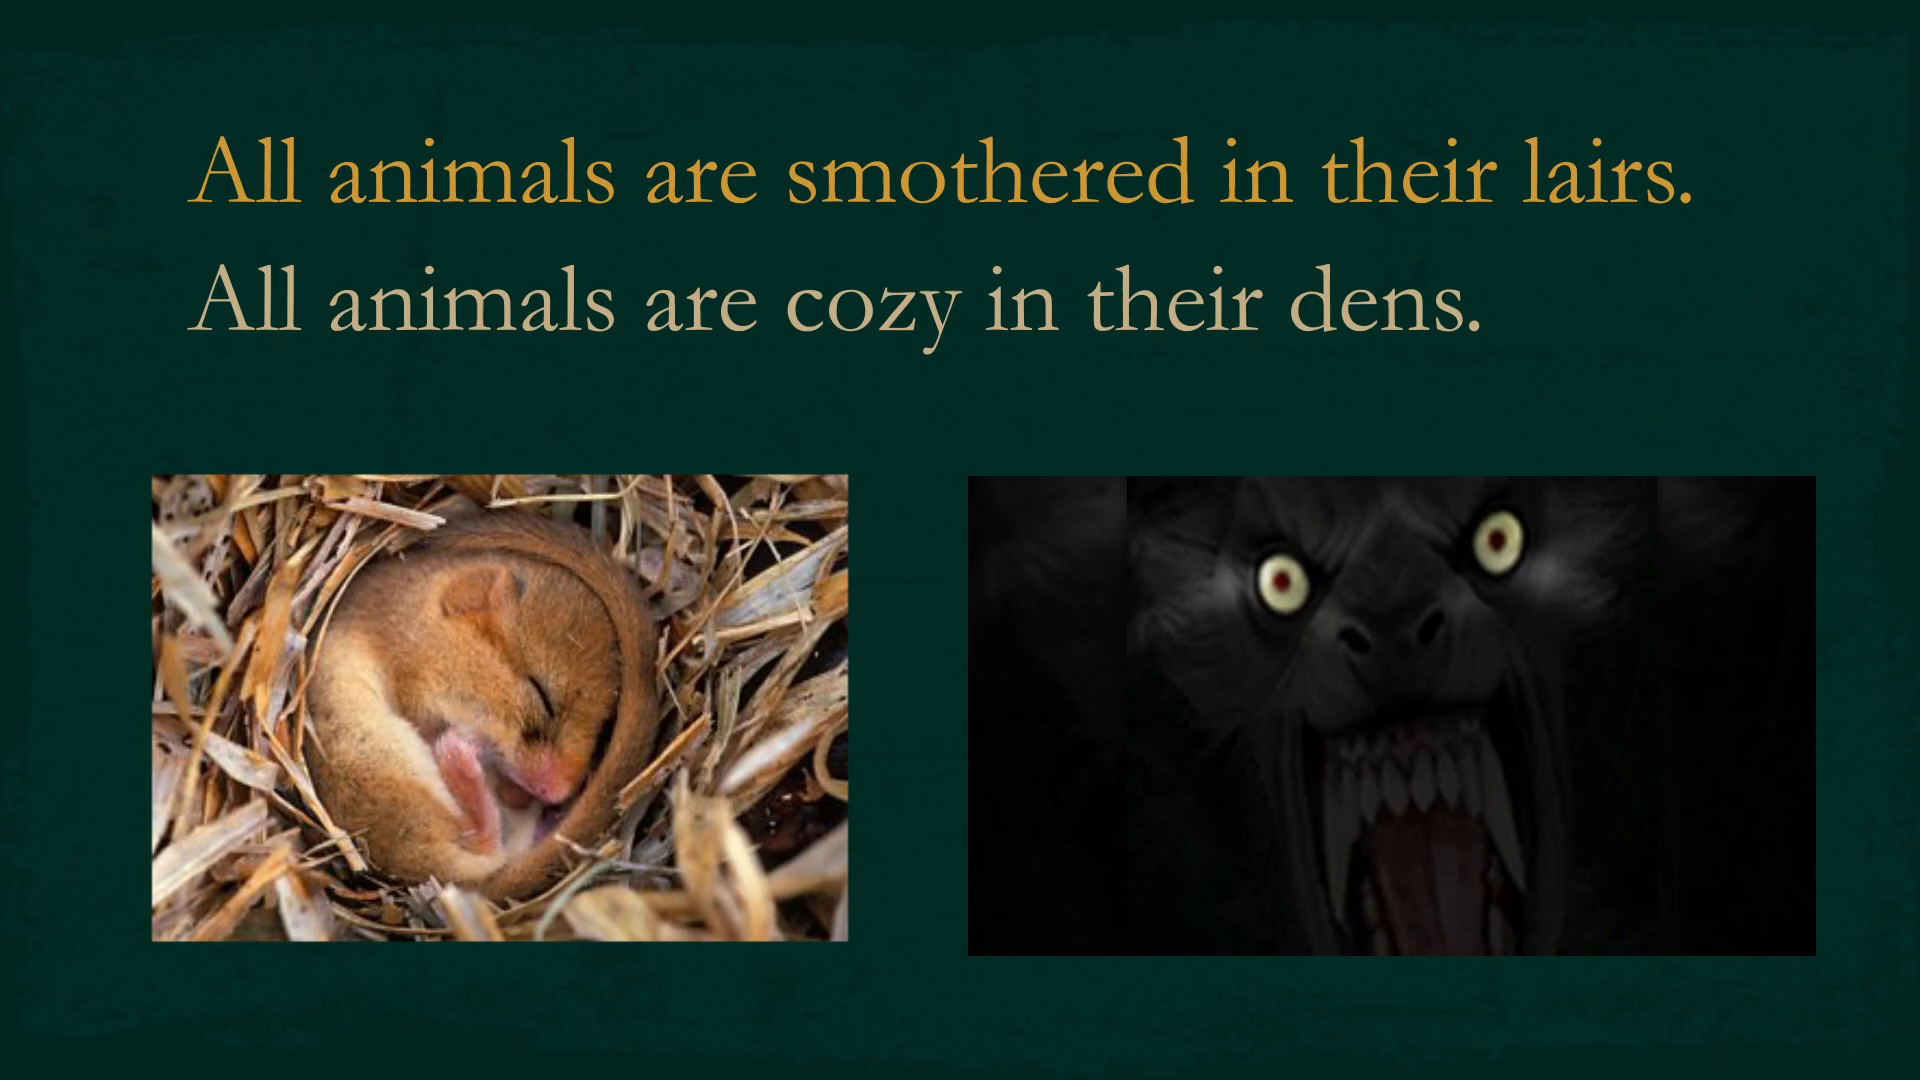 All animals are smothered in their lairs.
All animals are cozy in their dens.